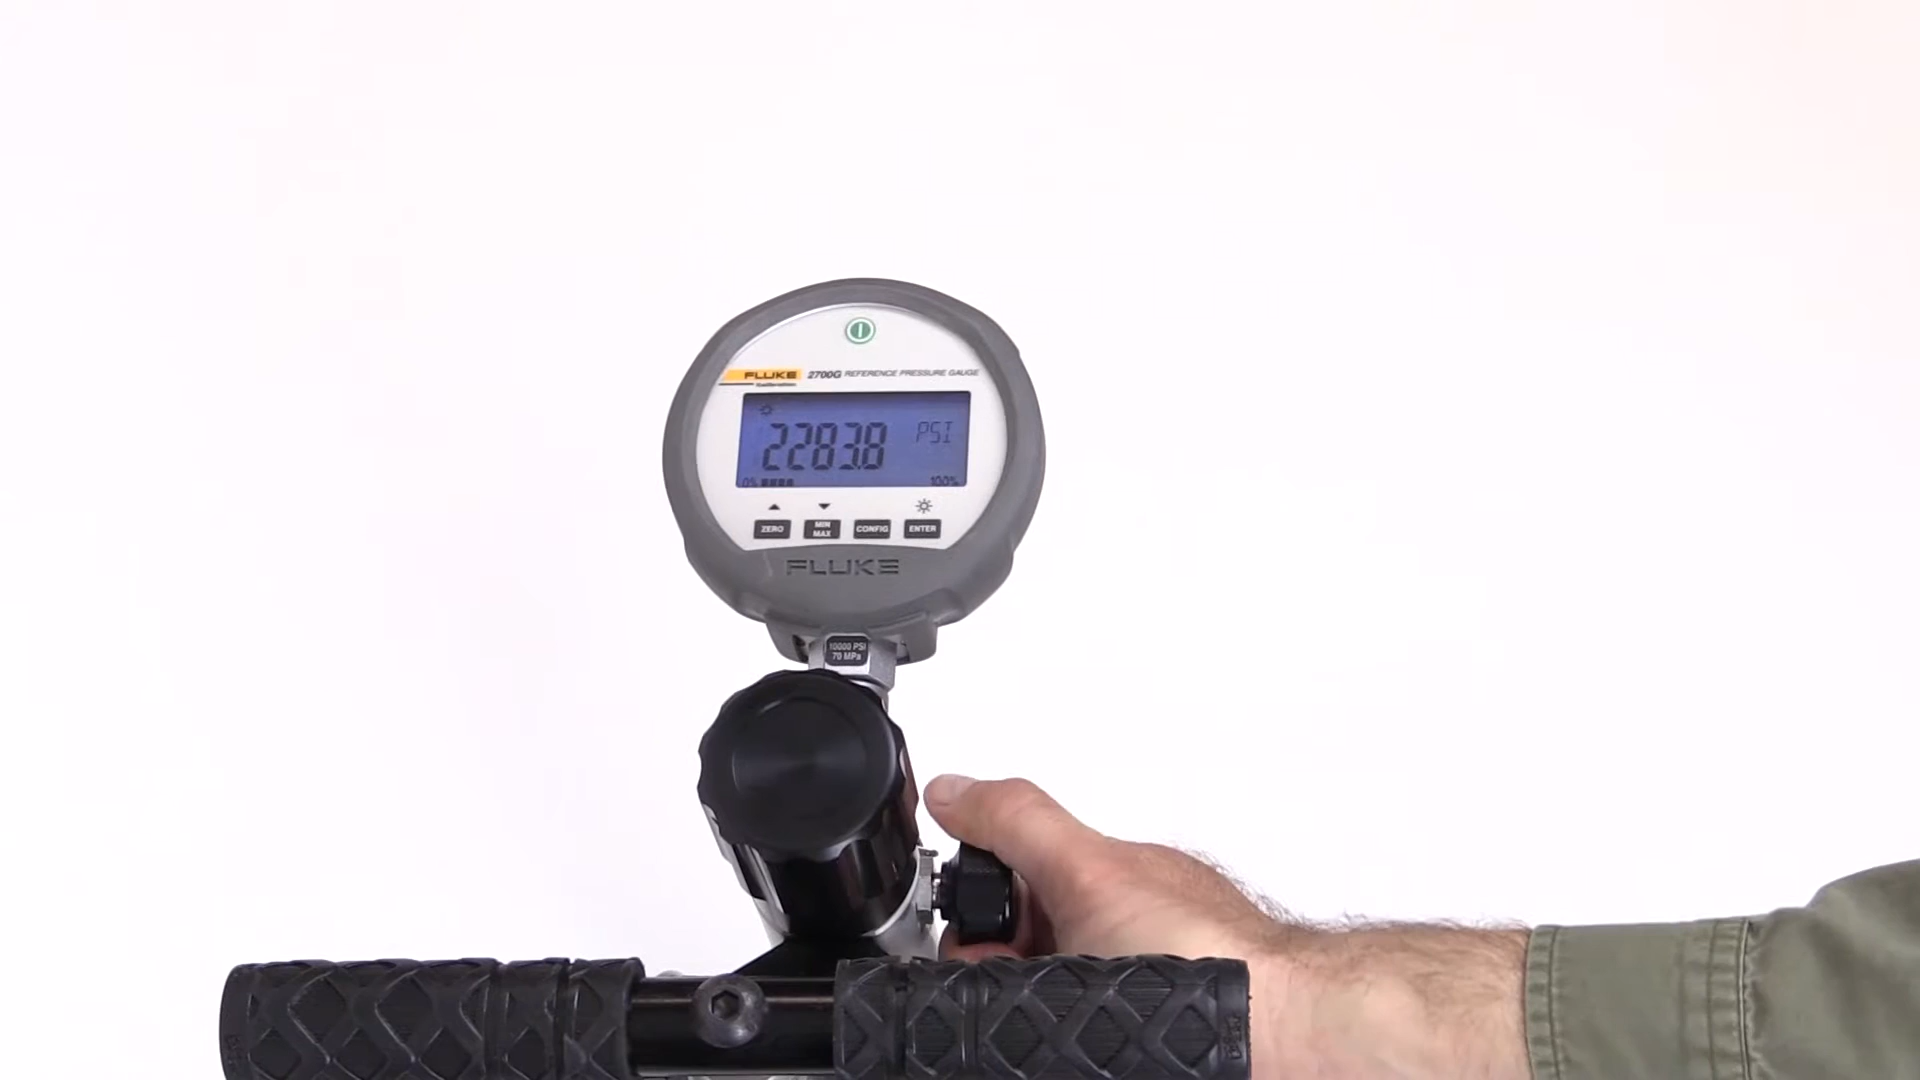 FLUKE 2700G REFERENCE PRESSURE GAUGE
2283.8 PSI
0% 100%
ZERO MIN MAX CONFIG ENTER
FLUKE
10000 PSI
70 MPa